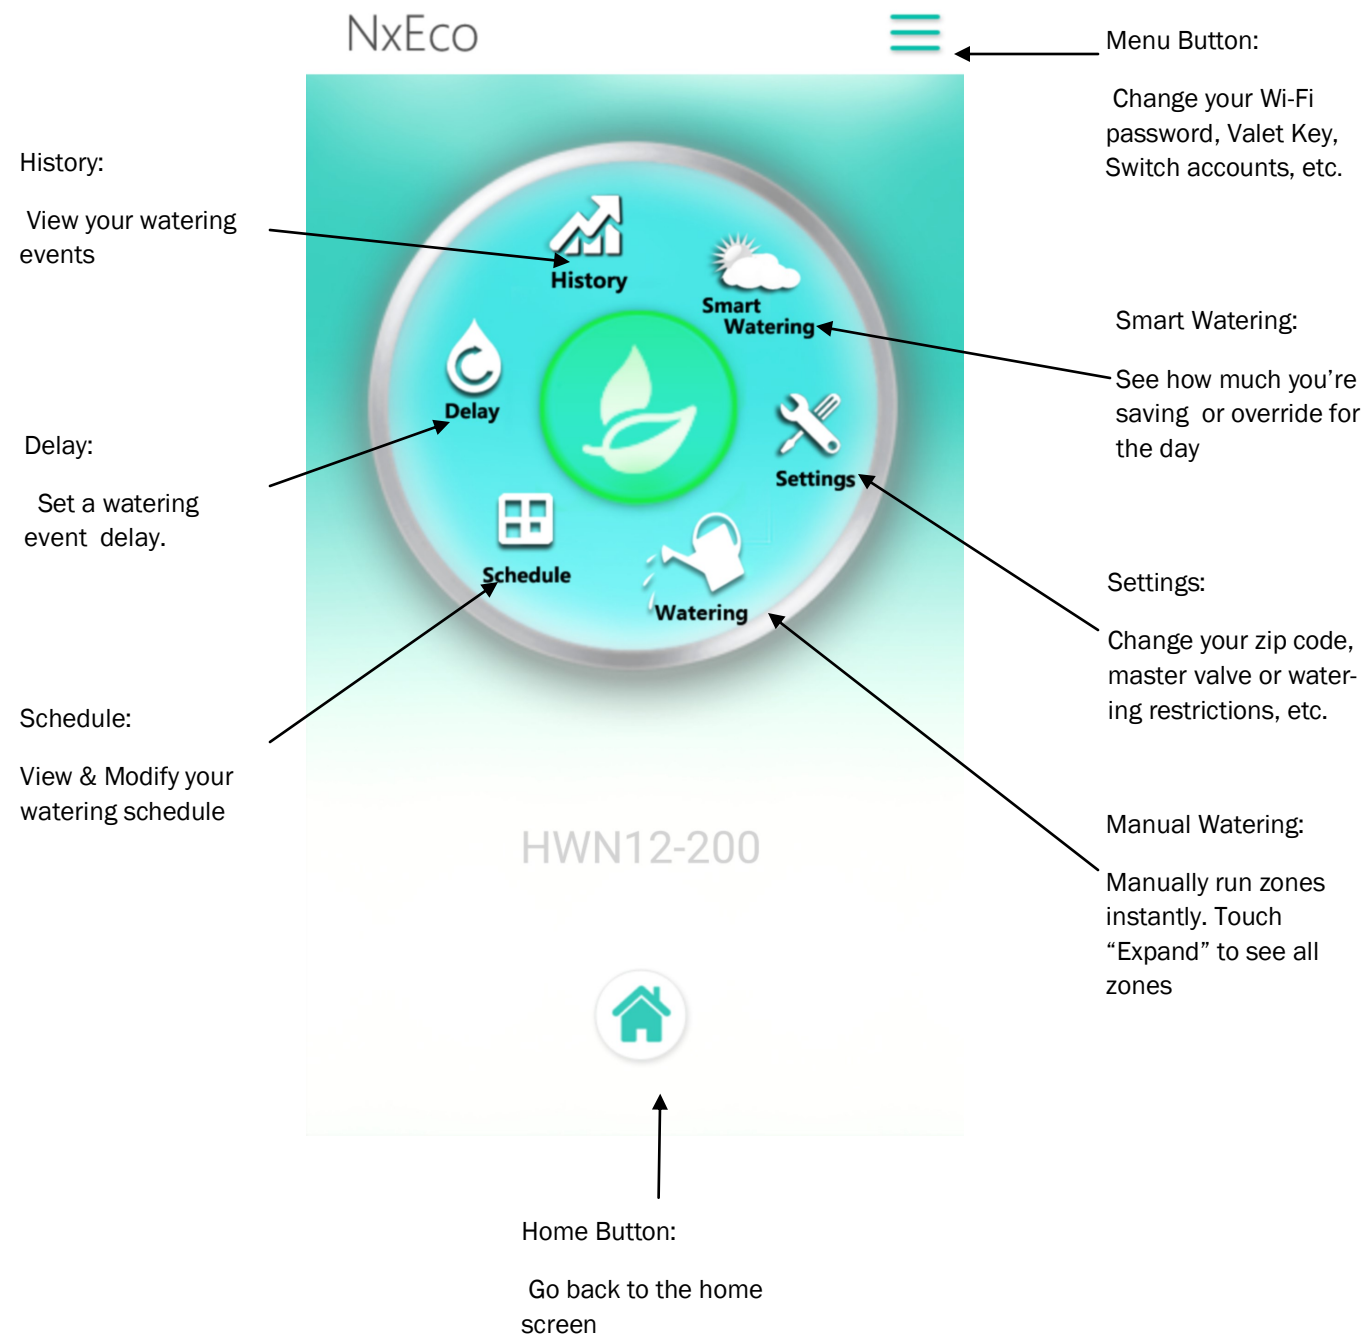 NxEco
Menu Button:
Change your Wi-Fi
password, Valet Key,
Switch accounts, etc.
History:
View your watering
events
History
Smart
Watering
Smart Watering:
See how much you’re
saving or override for
the day
Delay
Delay:
Set a watering
event delay.
Settings
Settings:
Change your zip code,
master valve or water-
ing restrictions, etc.
Schedule
Watering
Schedule:
View & Modify your
watering schedule
HWN12-200
Manual Watering:
Manually run zones
instantly. Touch
“Expand” to see all
zones
Home Button:
Go back to the home
screen